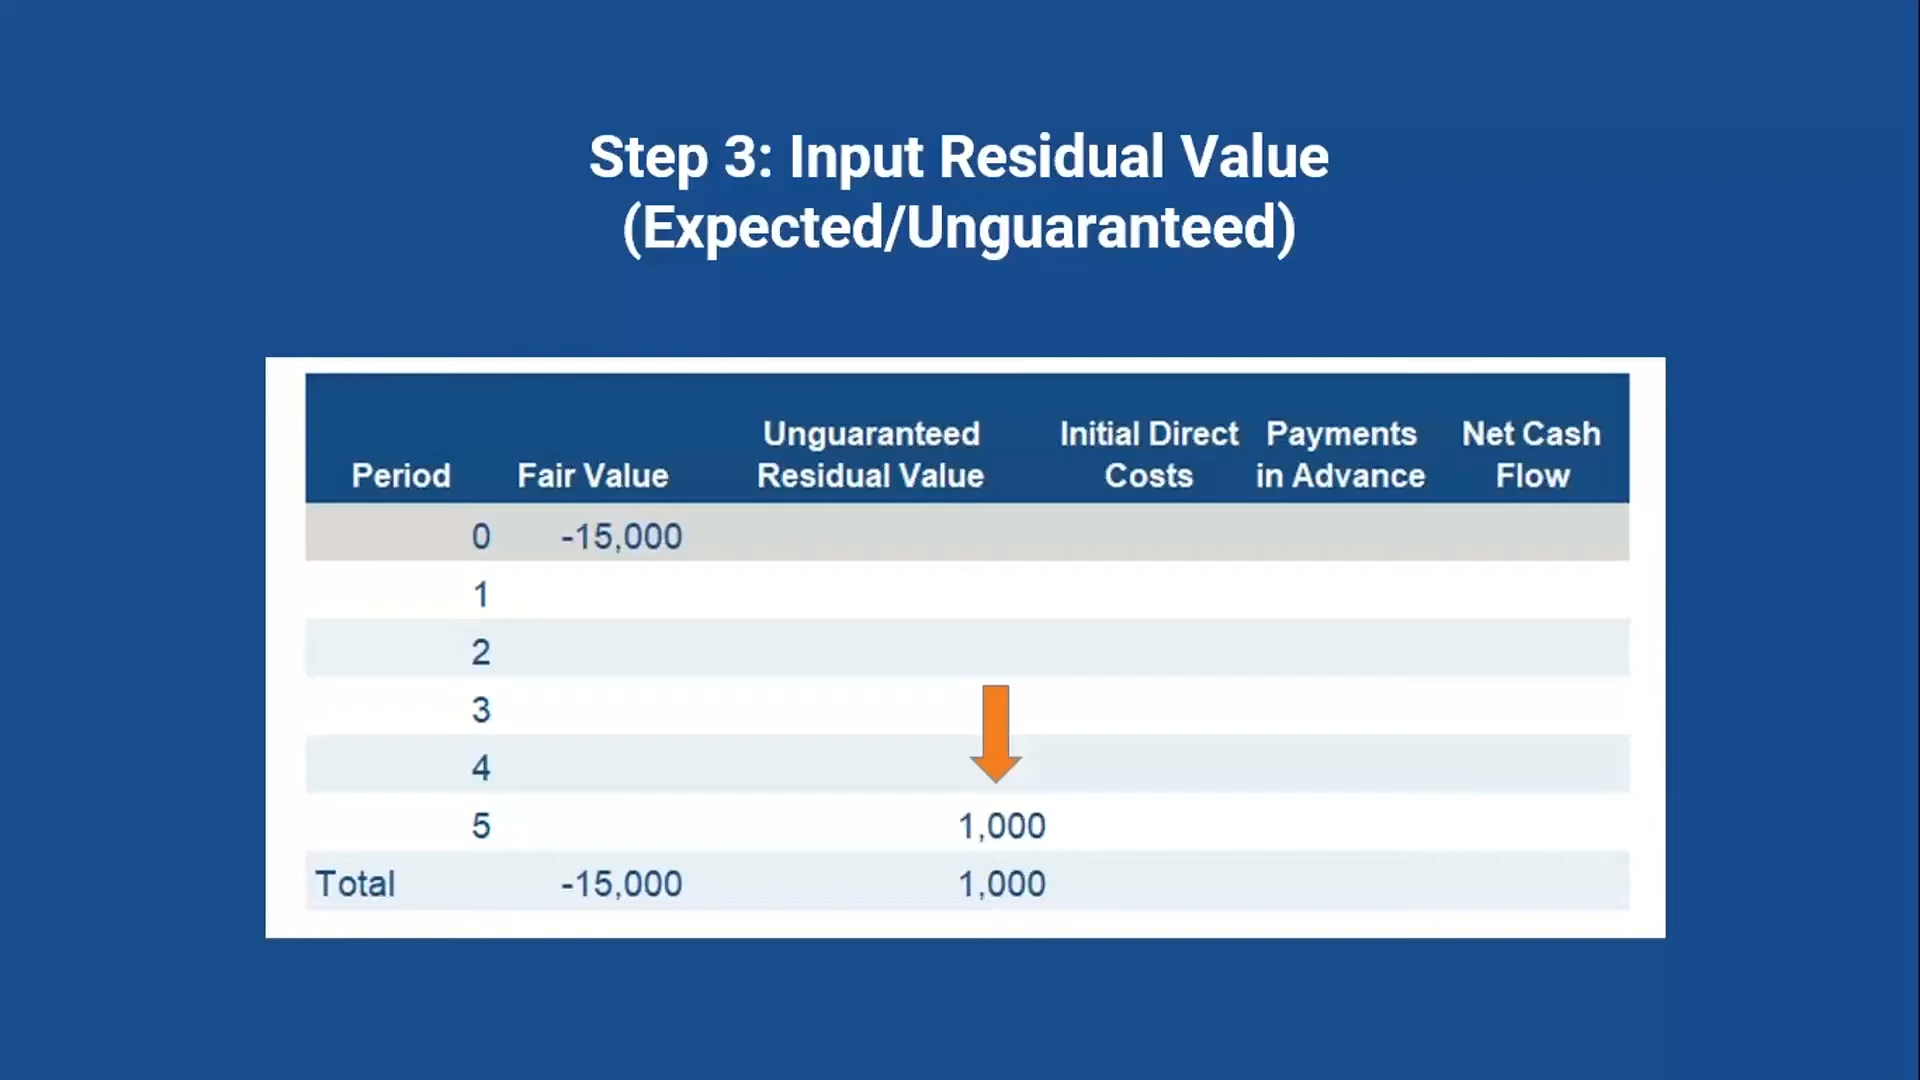 Step 3: Input Residual Value
(Expected/Unguaranteed)
Period Fair Value Unguaranteed Residual Value Initial Direct Costs Payments in Advance Net Cash Flow
0 -15,000
1
2
3
4
5 1,000
Total -15,000 1,000